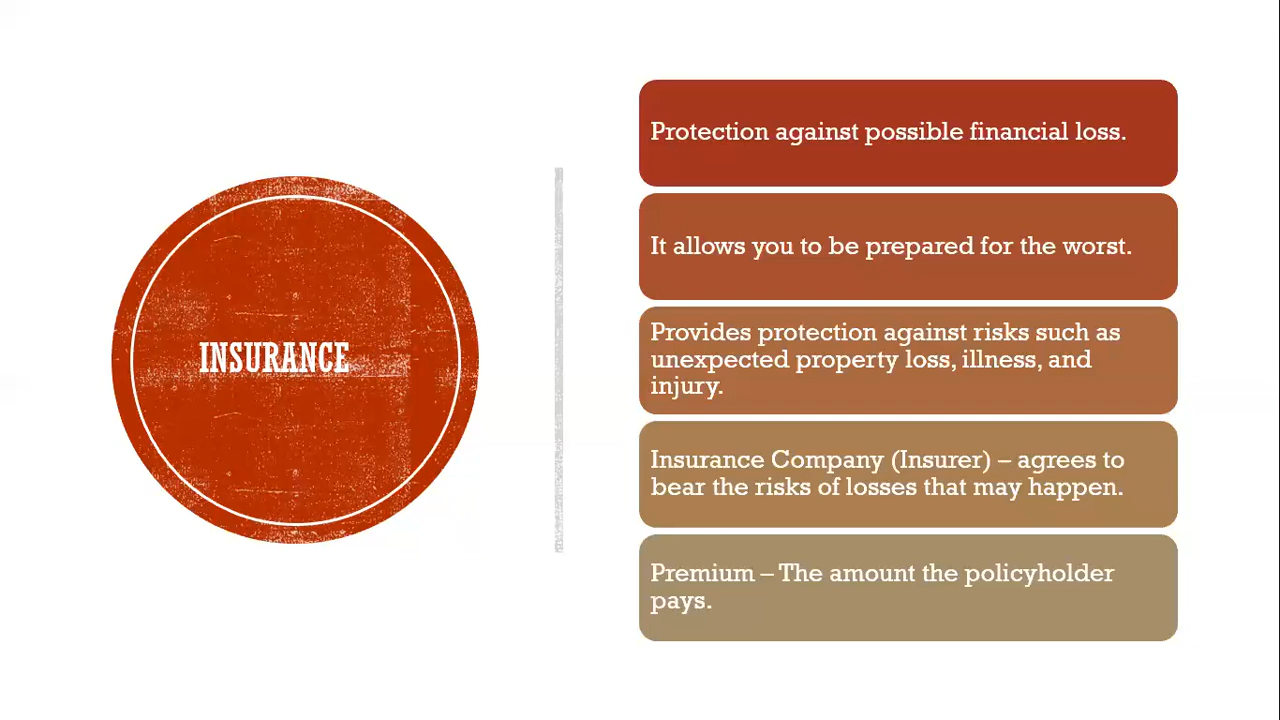 INSURANCE
Protection against possible financial loss.
It allows you to be prepared for the worst.
Provides protection against risks such as
unexpected property loss, illness, and
injury.
Insurance Company (Insurer) – agrees to
bear the risks of losses that may happen.
Premium – The amount the policyholder
pays.